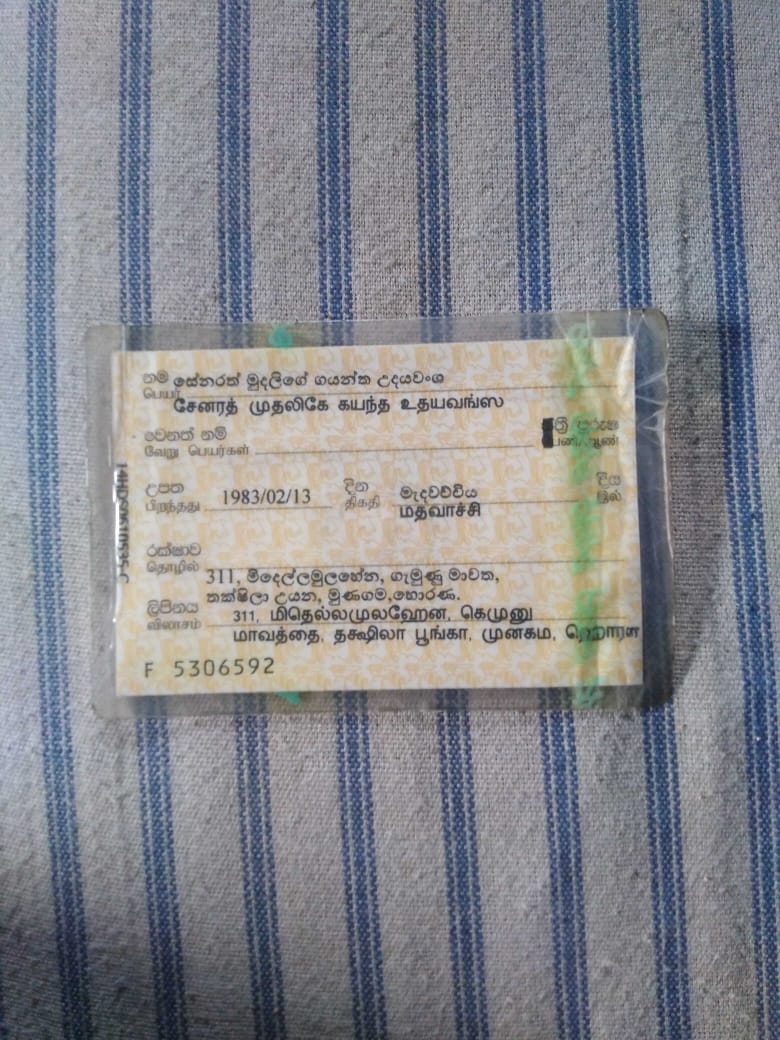 නම සේනරත් මුදලිගේ ගයන්ත උදයවංශ
பெயர் சேனரத் முதலிகே கயந்த உதயவங்ஸ
වෙනත් නම්
வேறு பெயர்கள்
ත්‍රී පුරුෂ
பெண்/ஆண்
උපත 1983/02/13 දින මැදවච්චිය දීය
பிறந்தது திகதி மதவாச்சி இல்
රක්ෂාව
தொழில்
311, මිදෙල්ලමුලහේන, ගැමුණු මාවත,
තක්ෂිලා උයන, මුණගම,හොරණ.
ලිපිනය 311, மிதெல்லமுலஹேன, கெமுனு
விலாசம் மாவத்தை, தக்ஷிலா பூங்கா, முனகம, ஹொரண
F 5306592